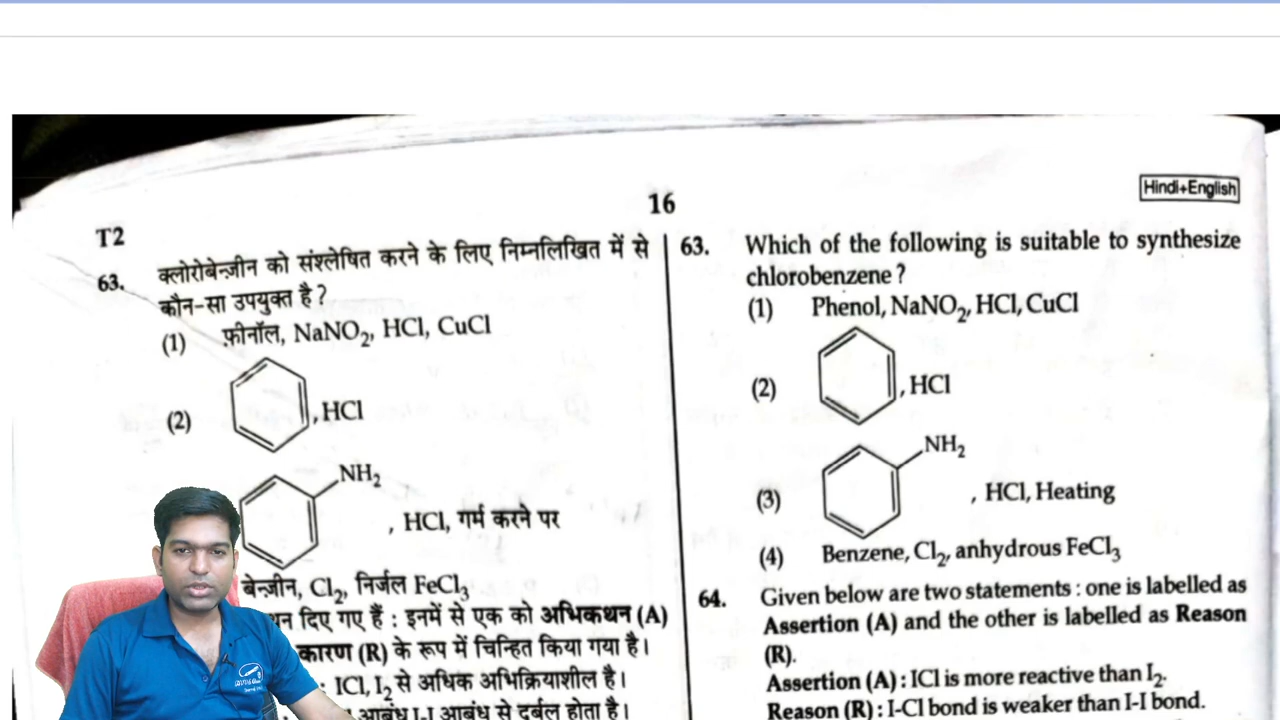 Hindi+English
16
T2
63. क्लोरोबेन्ज़ीन को संश्लेषित करने के लिए निम्नलिखित में से
कौन-सा उपयुक्त है ?
(1) फ़ीनॉल, NaNO₂, HCl, CuCl
(2) , HCl
NH₂
, HCl, गर्म करने पर
बेन्ज़ीन, Cl₂, निर्जल FeCl₃
दिए गए हैं : इनमें से एक को अभिकथन (A)
कारण (R) के रूप में चिन्हित किया गया है।
: ICl, I₂ से अधिक अभिक्रियाशील है।
आबंध I-I आबंध से दुर्बल होता है।
63. Which of the following is suitable to synthesize
chlorobenzene ?
(1) Phenol, NaNO₂, HCl, CuCl
(2) , HCl
NH₂
(3) , HCl, Heating
(4) Benzene, Cl₂, anhydrous FeCl₃
64. Given below are two statements : one is labelled as
Assertion (A) and the other is labelled as Reason
(R).
Assertion (A) : ICl is more reactive than I₂.
Reason (R) : I-Cl bond is weaker than I-I bond.